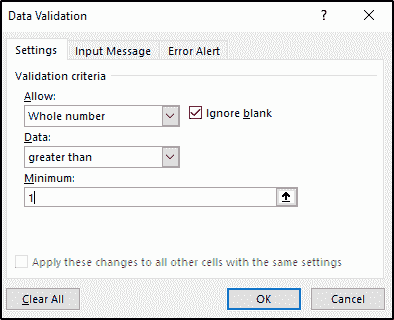 Data Validation ?
Settings Input Message Error Alert
Validation criteria
Allow:
Whole number Ignore blank
Data:
greater than
Minimum:
1
Apply these changes to all other cells with the same settings
Clear All OK Cancel